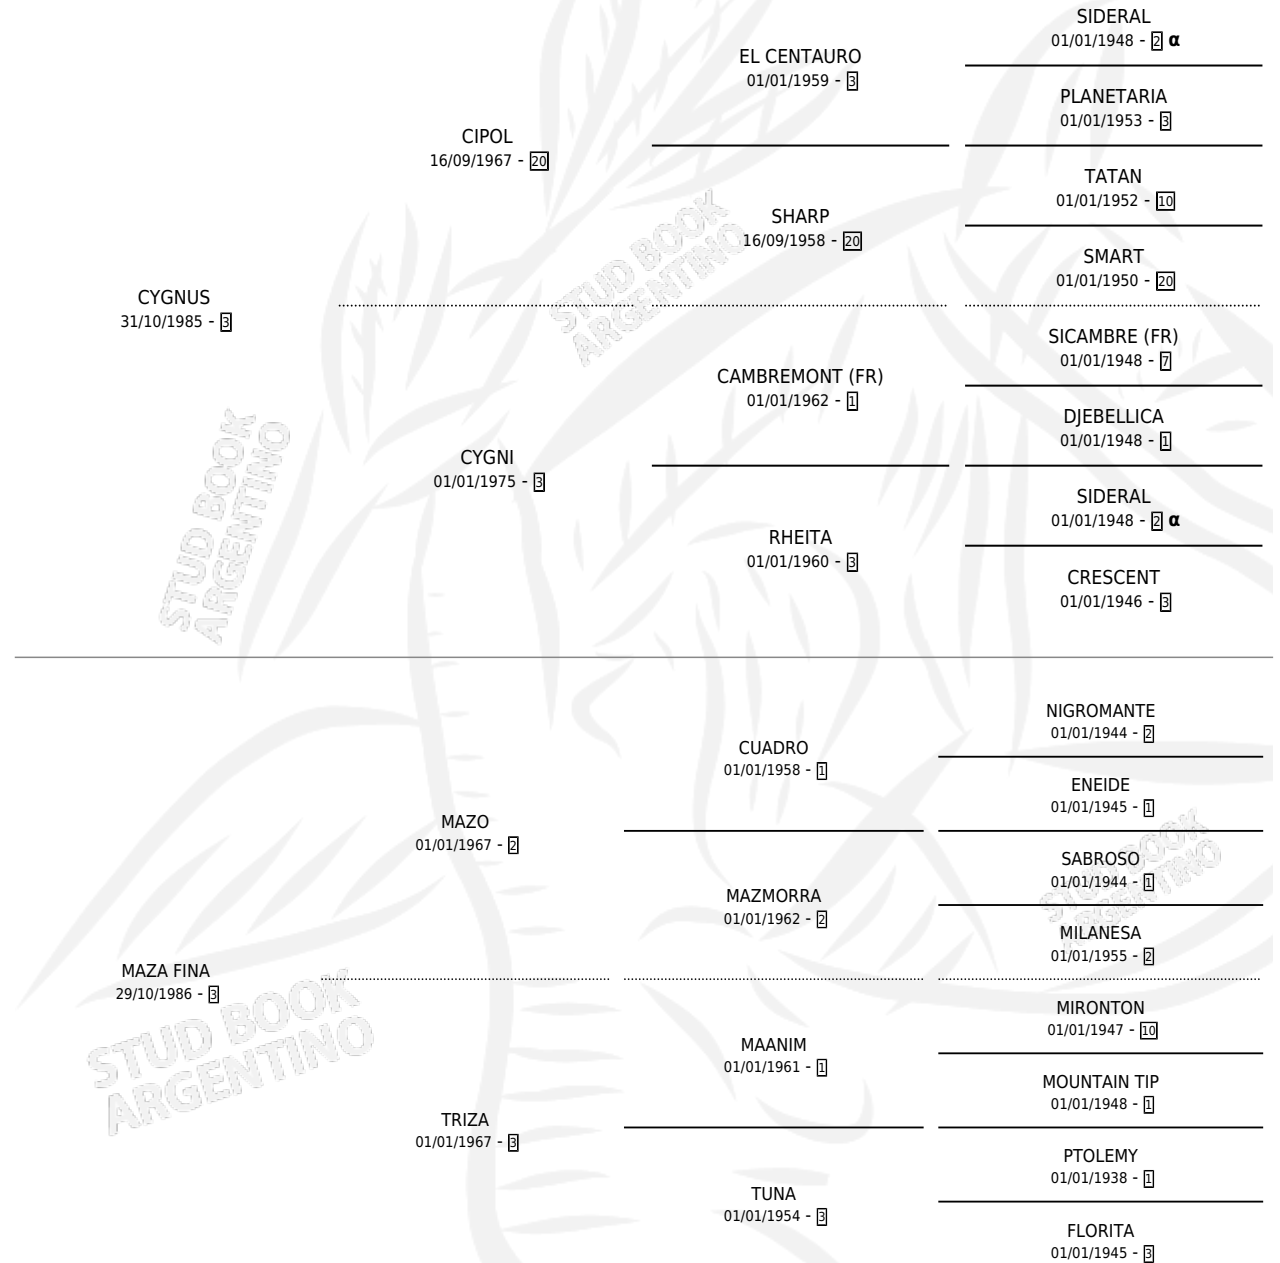 SIDERAL
01/01/1948 - 2 α
EL CENTAURO
01/01/1959 - 3
PLANETARIA
01/01/1953 - 3
CIPOL
16/09/1967 - 20
TATAN
01/01/1952 - 10
SHARP
16/09/1958 - 20
SMART
01/01/1950 - 20
CYGNUS
31/10/1985 - 3
SICAMBRE (FR)
01/01/1948 - 7
CAMBREMONT (FR)
01/01/1962 - 1
DJEBELLICA
01/01/1948 - 1
CYGNI
01/01/1975 - 3
SIDERAL
01/01/1948 - 2 α
RHEITA
01/01/1960 - 3
CRESCENT
01/01/1946 - 3
STUD BOOK
ARGENTINO
STUD BOOK
ARGENTINO
NIGROMANTE
01/01/1944 - 2
CUADRO
01/01/1958 - 1
ENEIDE
01/01/1945 - 1
MAZO
01/01/1967 - 2
SABROSO
01/01/1944 - 1
MAZMORRA
01/01/1962 - 2
MILANESA
01/01/1955 - 2
MAZA FINA
29/10/1986 - 3
MIRONTON
01/01/1947 - 10
MAANIM
01/01/1961 - 1
MOUNTAIN TIP
01/01/1948 - 1
TRIZA
01/01/1967 - 3
PTOLEMY
01/01/1938 - 1
TUNA
01/01/1954 - 3
FLORITA
01/01/1945 - 3
STUD BOOK
ARGENTINO
STUD BOOK
ARGENTINO